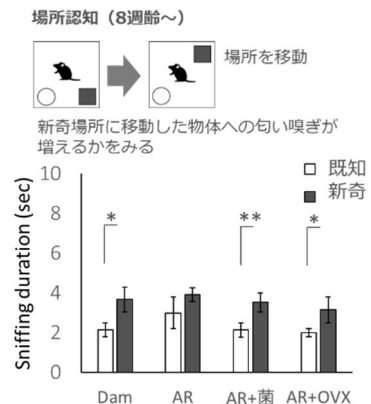 場所認知（8週齢～）
場所を移動
新奇場所に移動した物体への匂い嗅ぎが
増えるかをみる
既知
新奇
Sniffing duration (sec)
10
8
6
4
2
0
*
**
*
Dam AR AR+菌 AR+OVX